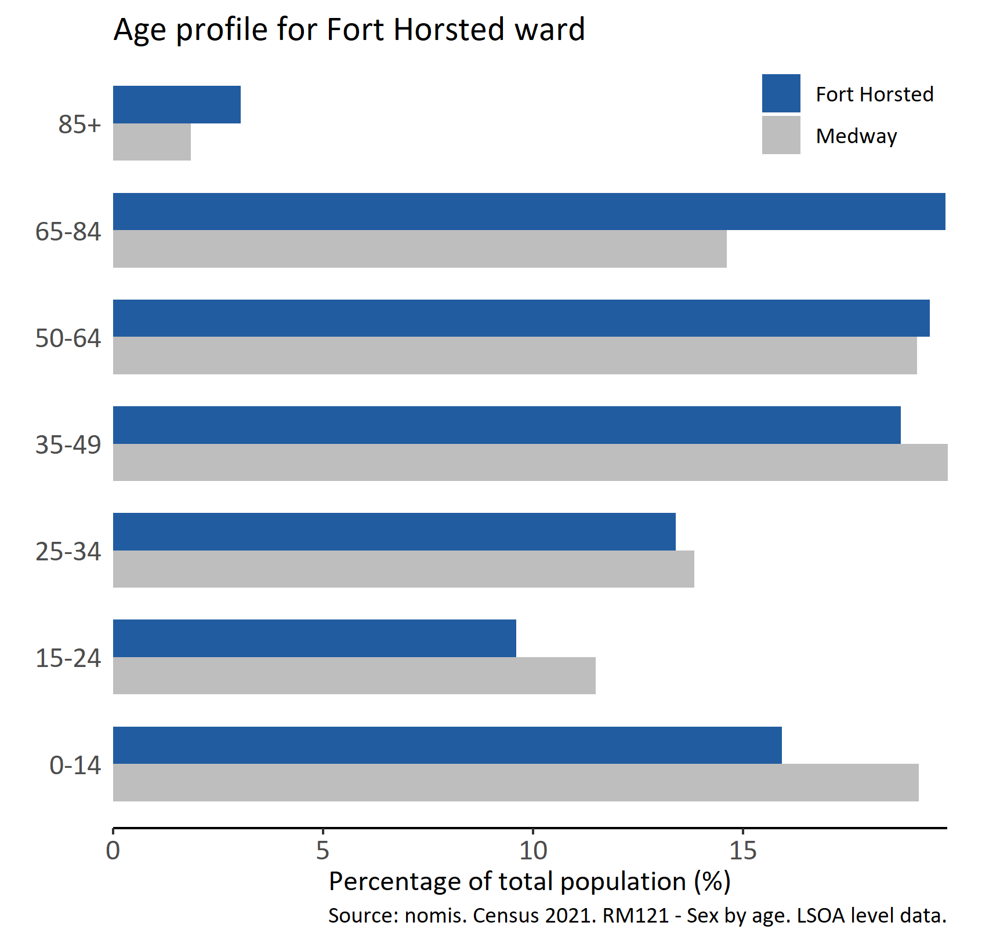 Age profile for Fort Horsted ward
Fort Horsted
Medway
85+
65-84
50-64
35-49
25-34
15-24
0-14
0 5 10 15
Percentage of total population (%)
Source: nomis. Census 2021. RM121 - Sex by age. LSOA level data.